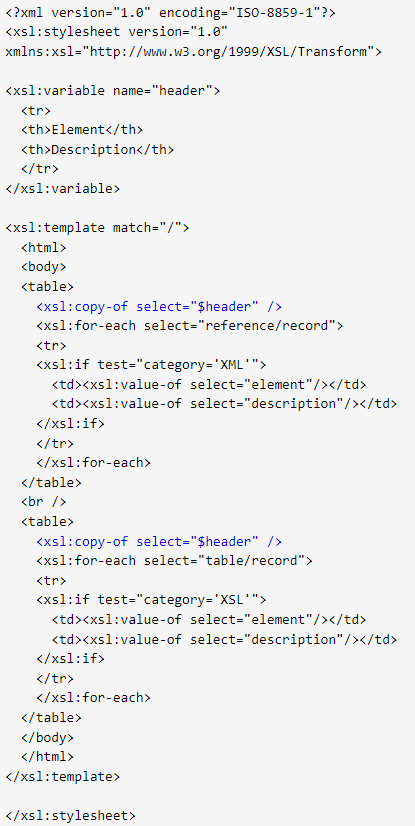 <?xml version="1.0" encoding="ISO-8859-1"?>
<xsl:stylesheet version="1.0"
xmlns:xsl="http://www.w3.org/1999/XSL/Transform">

<xsl:variable name="header">
  <tr>
  <th>Element</th>
  <th>Description</th>
  </tr>
</xsl:variable>

<xsl:template match="/">
  <html>
  <body>
  <table>
    <xsl:copy-of select="$header" />
    <xsl:for-each select="reference/record">
    <tr>
    <xsl:if test="category='XML'">
      <td><xsl:value-of select="element"/></td>
      <td><xsl:value-of select="description"/></td>
    </xsl:if>
    </tr>
    </xsl:for-each>
  </table>
  <br />
  <table>
    <xsl:copy-of select="$header" />
    <xsl:for-each select="table/record">
    <tr>
    <xsl:if test="category='XSL'">
      <td><xsl:value-of select="element"/></td>
      <td><xsl:value-of select="description"/></td>
    </xsl:if>
    </tr>
    </xsl:for-each>
  </table>
  </body>
  </html>
</xsl:template>

</xsl:stylesheet>